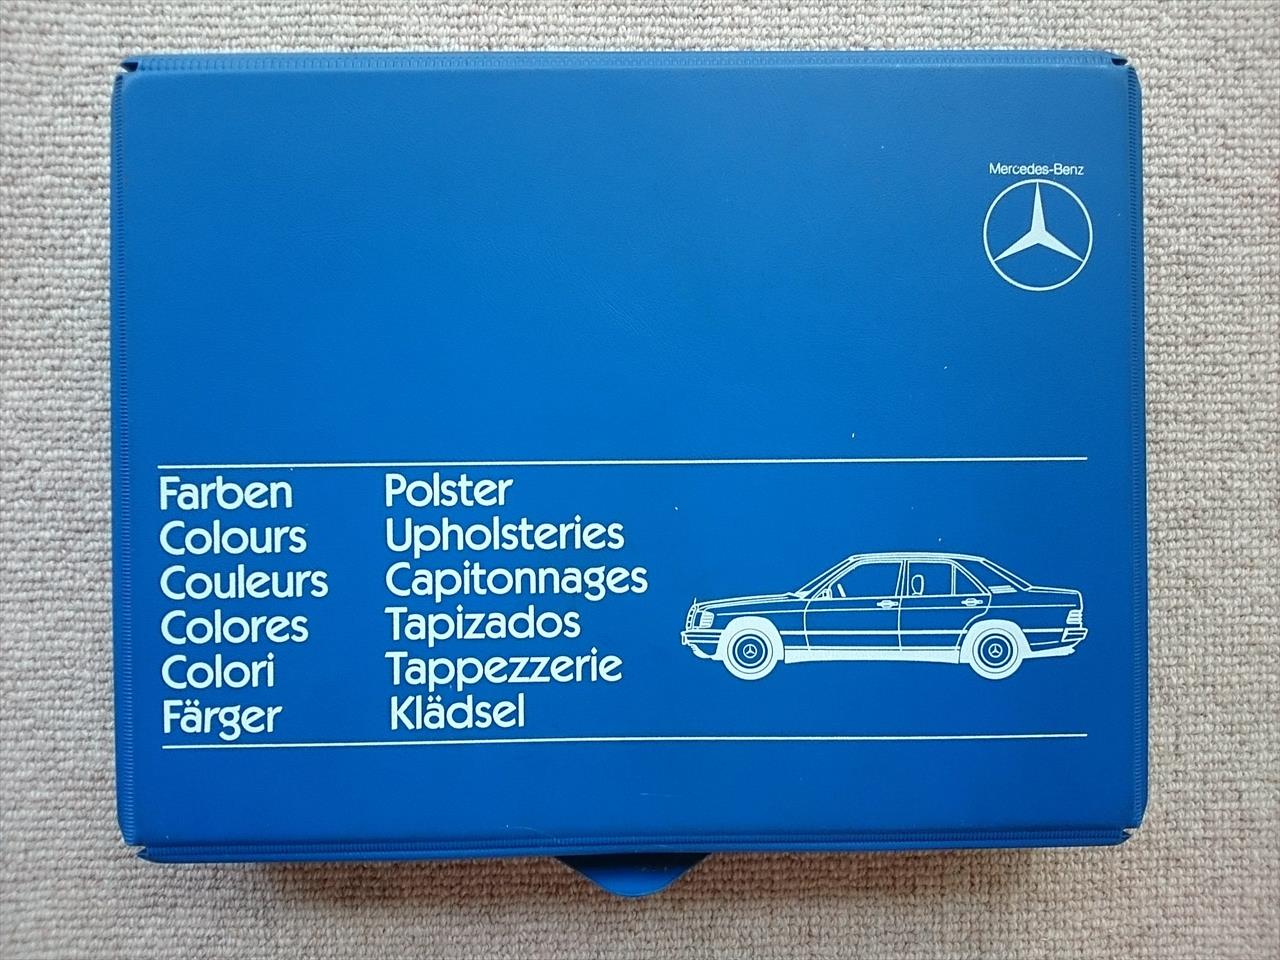 Mercedes-Benz
Farben
Colours
Couleurs
Colores
Colori
Färger
Polster
Upholsteries
Capitonnages
Tapizados
Tappezzerie
Klädsel